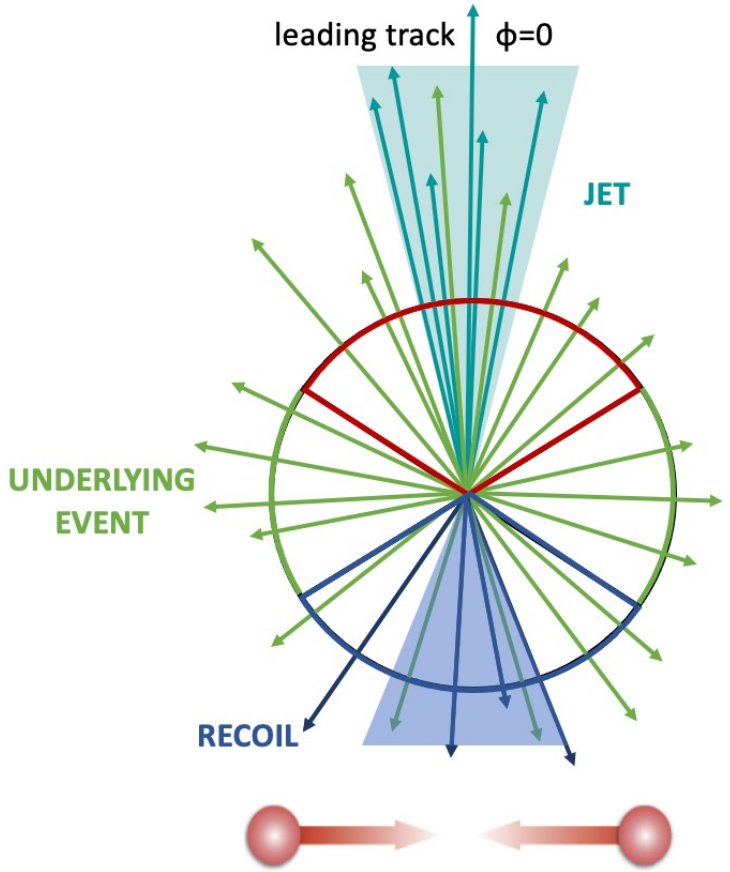 leading track ϕ=0
JET
UNDERLYING
EVENT
RECOIL